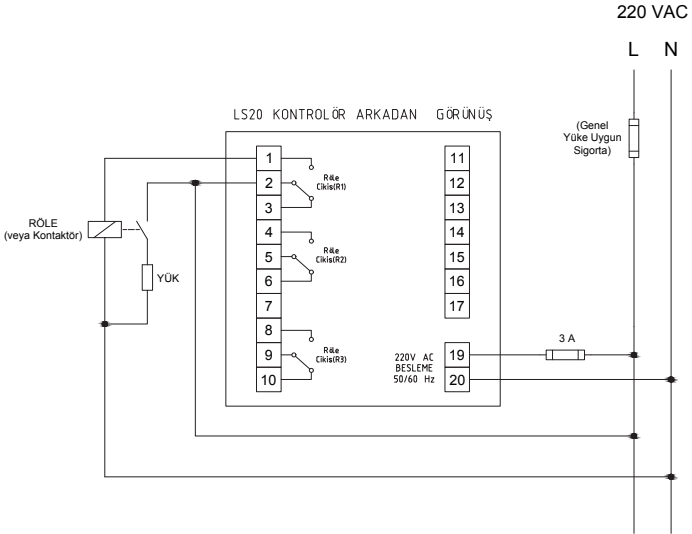 220 VAC
L N
LS20 KONTROLÖR ARKADAN GÖRÜNÜŞ
(Genel
Yüke Uygun
Sigorta)
1
2
3
Röle
Cikis(R1)
4
5
6
Röle
Cikis(R2)
7
8
9
10
Röle
Cikis(R3)
11
12
13
14
15
16
17
19
20
220V AC
BESLEME
50/60 Hz
3 A
RÖLE
(veya Kontaktör)
YÜK